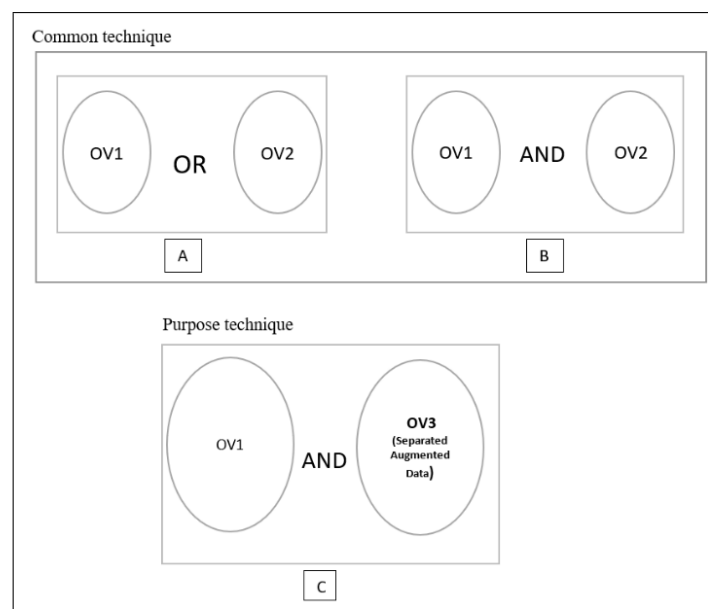 Common technique
OV1
OR
OV2
OV1
AND
OV2
A
B
Purpose technique
OV1
AND
OV3
(Separated
Augmented
Data)
C